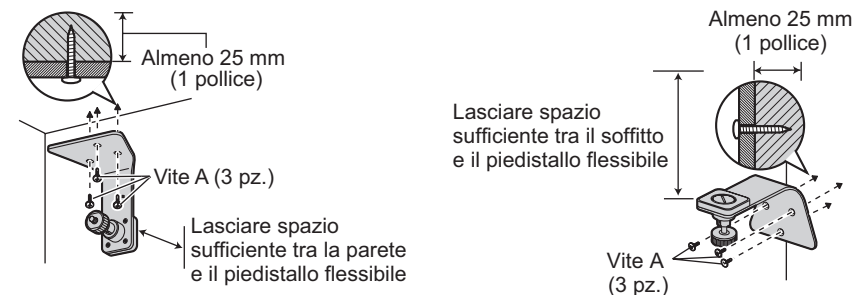 Almeno 25 mm
(1 pollice)
Vite A (3 pz.)
Lasciare spazio
sufficiente tra la parete
e il piedistallo flessibile
Almeno 25 mm
(1 pollice)
Lasciare spazio
sufficiente tra il soffitto
e il piedistallo flessibile
Vite A
(3 pz.)